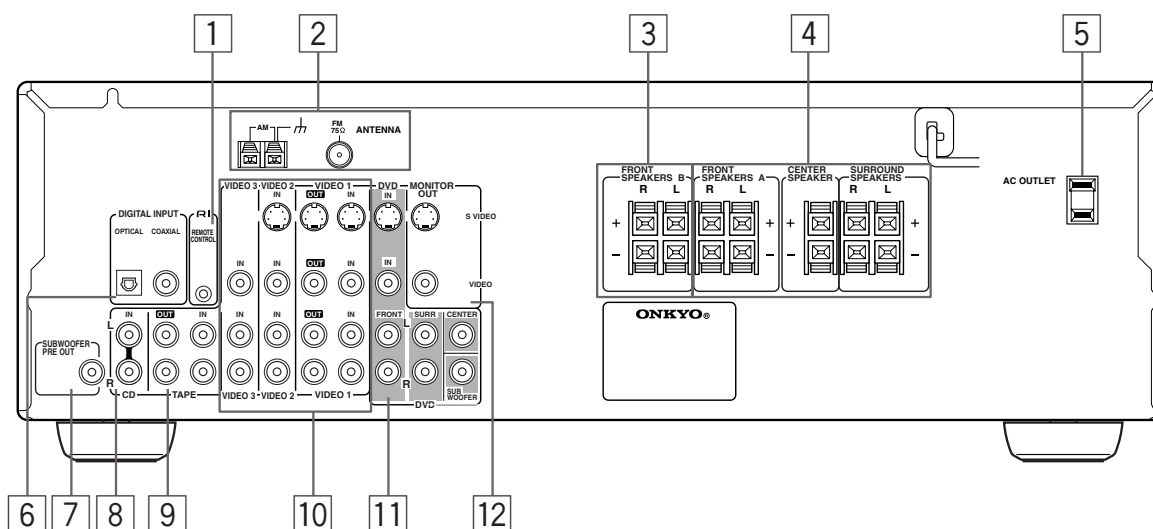 1 2 3 4 5
AM
FM
75Ω
ANTENNA
FRONT
SPEAKERS B
R L
FRONT
SPEAKERS A
R L
CENTER
SPEAKER
SURROUND
SPEAKERS
R L
+ + + +
− − − −
AC OUTLET
VIDEO 3 VIDEO 2 VIDEO 1 DVD MONITOR
OUT
IN OUT IN IN
S VIDEO
DIGITAL INPUT
OPTICAL COAXIAL
RI
REMOTE
CONTROL
IN IN OUT IN IN
VIDEO
SUBWOOFER
PRE OUT
L
R
IN OUT IN IN IN OUT IN
FRONT L SURR CENTER
R
SUB
WOOFER
CD TAPE VIDEO 3 VIDEO 2 VIDEO 1
DVD
ONKYO®
6 7 8 9 10 11 12